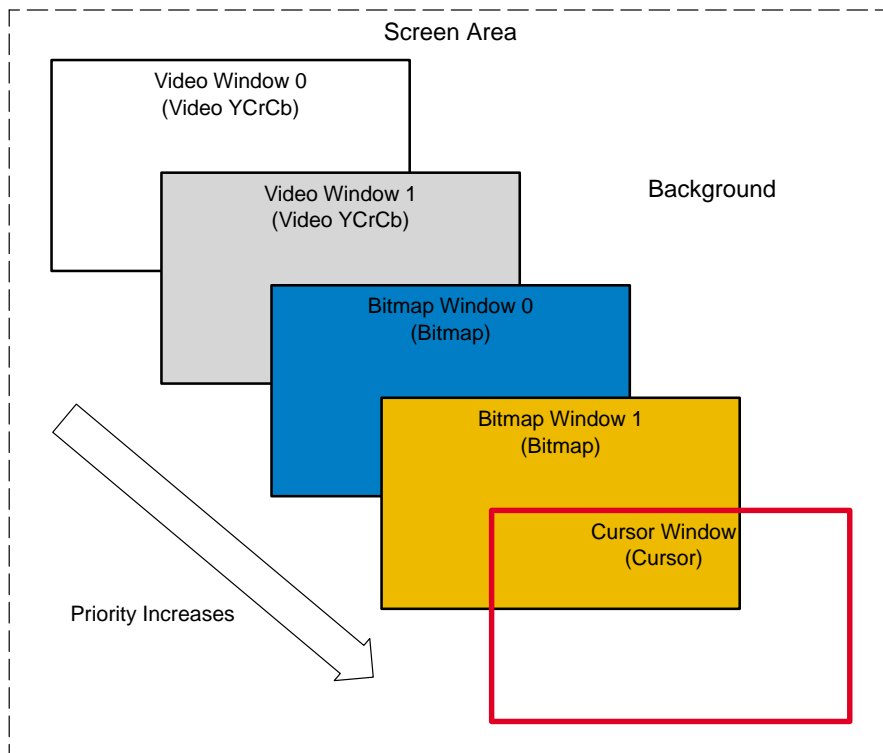 Screen Area
Video Window 0
(Video YCrCb)
Video Window 1
(Video YCrCb)
Background
Bitmap Window 0
(Bitmap)
Bitmap Window 1
(Bitmap)
Cursor Window
(Cursor)
Priority Increases